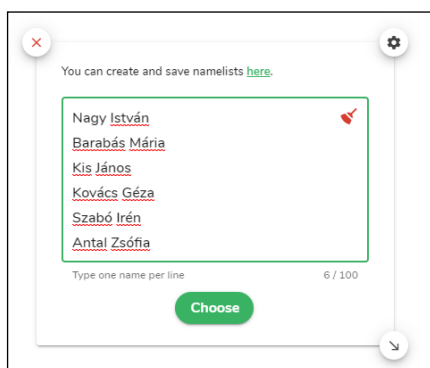 You can create and save namelists here.
Nagy István
Barabás Mária
Kis János
Kovács Géza
Szabó Irén
Antal Zsófia
Type one name per line 6 / 100
Choose